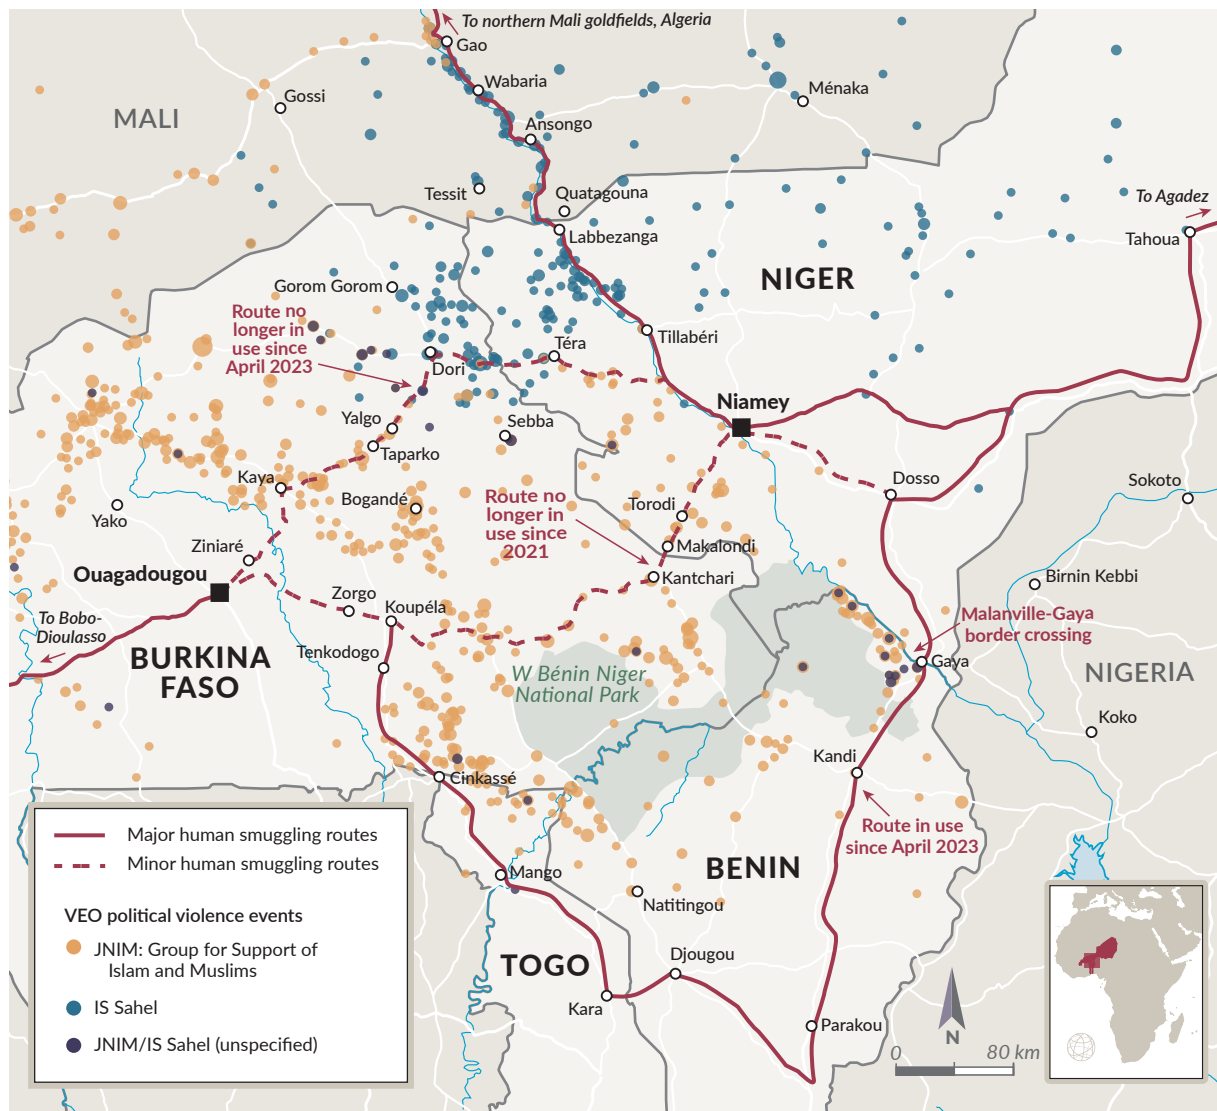 To northern Mali goldfields, Algeria
Gao
Wabaria
Ménaka
Gossi
MALI
Ansongo
Tessit
Quatagouna
To Agadez
Labbezanga
Tahoua
NIGER
Gorom Gorom
Route no
longer in
use since
April 2023
Tillabéri
Téra
Dori
Niamey
Yalgo
Sebba
Taparko
Kaya
Dosso
Sokoto
Bogandé
Route no
longer in
use since
2021
Torodi
Yako
Ziniaré
Makalondi
Ouagadougou
Kantchari
Birnin Kebbi
Zorgo
Koupéla
To Bobo-
Dioulasso
Malanville-Gaya
border crossing
Tenkodogo
BURKINA
FASO
Gaya
NIGERIA
W Bénin Niger
National Park
Koko
Kandi
Cinkassé
Major human smuggling routes
Minor human smuggling routes
Route in use
since April 2023
BENIN
Mango
Natitingou
VEO political violence events
JNIM: Group for Support of
Islam and Muslims
IS Sahel
JNIM/IS Sahel (unspecified)
Djougou
TOGO
Kara
Parakou
N
0 80 km